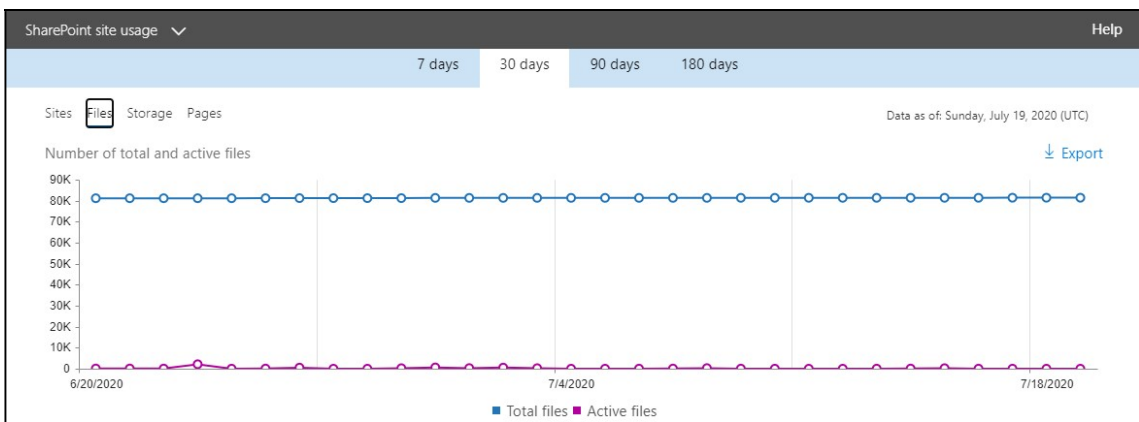 SharePoint site usage Help
7 days 30 days 90 days 180 days
Sites Files Storage Pages Data as of: Sunday, July 19, 2020 (UTC)
Number of total and active files Export
90K
80K
70K
60K
50K
40K
30K
20K
10K
0
6/20/2020 7/4/2020 7/18/2020
Total files Active files